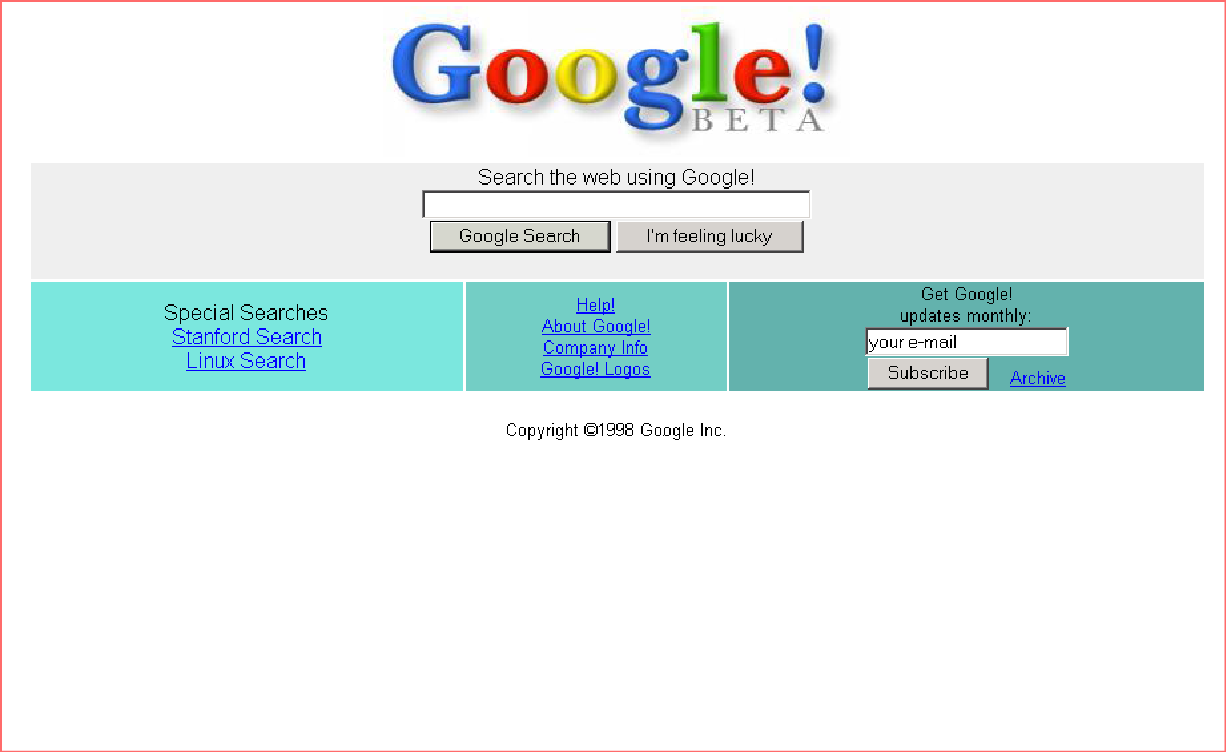 Google!
BETA
Search the web using Google!
Google Search
I'm feeling lucky
Special Searches
Stanford Search
Linux Search
Help!
About Google!
Company Info
Google! Logos
Get Google!
updates monthly:
your e-mail
Subscribe
Archive
Copyright ©1998 Google Inc.